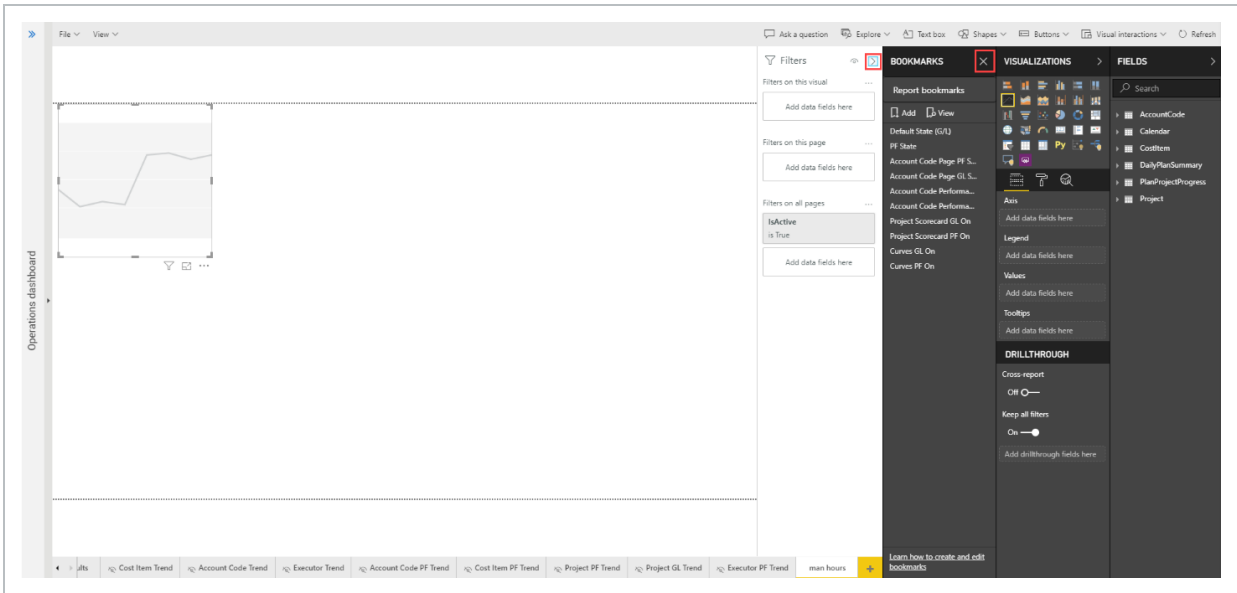 File View Ask a question Explore Text box Shapes Buttons Visual interactions Refresh
Operations dashboard
Filters
Filters on this visual ...
Add data fields here
Filters on this page ...
Add data fields here
Filters on all pages ...
IsActive
is True
Add data fields here
BOOKMARKS
Report bookmarks
Add View
Default State (G/L)
PF State
Account Code Page PF S...
Account Code Page GL S...
Account Code Performa...
Account Code Performa...
Project Scorecard GL On
Project Scorecard PF On
Curves GL On
Curves PF On
Learn how to create and edit
bookmarks
VISUALIZATIONS
Py
Axis
Add data fields here
Legend
Add data fields here
Values
Add data fields here
Tooltips
Add data fields here
DRILLTHROUGH
Cross-report
Off
Keep all filters
On
Add drillthrough fields here
FIELDS
Search
AccountCode
Calendar
CostItem
DailyPlanSummary
PlanProjectProgress
Project
ults Cost Item Trend Account Code Trend Executor Trend Account Code PF Trend Cost Item PF Trend Project PF Trend Project GL Trend Executor PF Trend man hours +